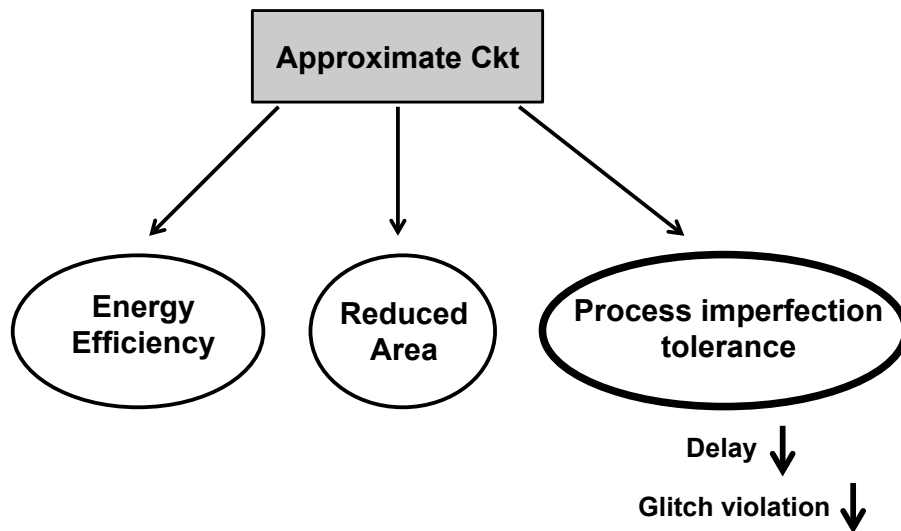 Approximate Ckt
Energy
Efficiency
Reduced
Area
Process imperfection
tolerance
Delay
Glitch violation